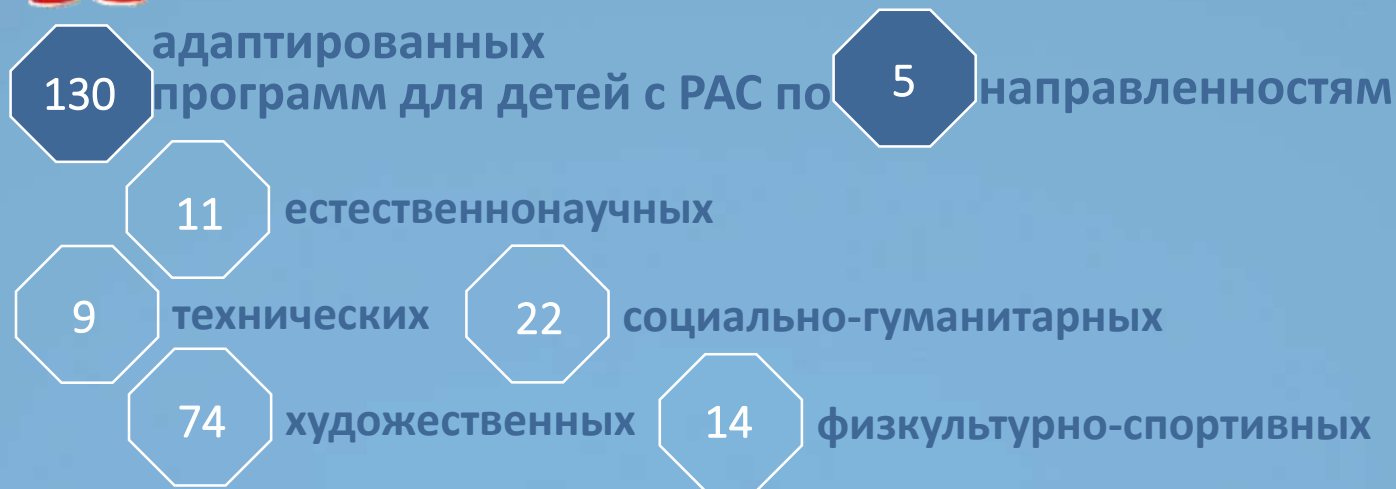 адаптированных
130 программ для детей с РАС по 5 направленностям
11 естественнонаучных
9 технических 22 социально-гуманитарных
74 художественных 14 физкультурно-спортивных